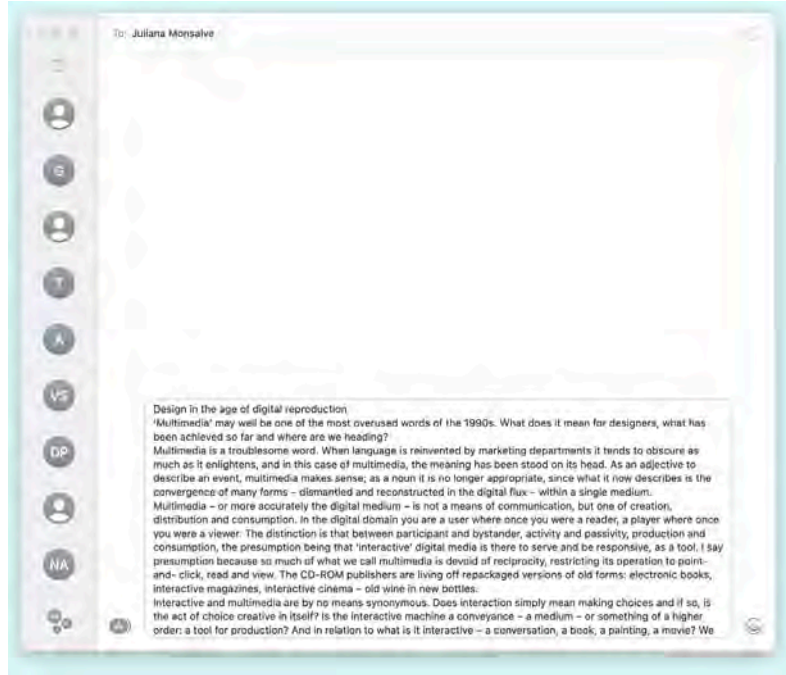 To: Juliana Monsalve
G
T
A
VS
DP
NA
Design in the age of digital reproduction
'Multimedia' may well be one of the most overused words of the 1990s. What does it mean for designers, what has
been achieved so far and where are we heading?
Multimedia is a troublesome word. When language is reinvented by marketing departments it tends to obscure as
much as it enlightens, and in this case of multimedia, the meaning has been stood on its head. As an adjective to
describe an event, multimedia makes sense; as a noun it is no longer appropriate, since what it now describes is the
convergence of many forms – dismantled and reconstructed in the digital flux – within a single medium.
Multimedia – or more accurately the digital medium – is not a means of communication, but one of creation,
distribution and consumption. In the digital domain you are a user where once you were a reader, a player where once
you were a viewer. The distinction is that between participant and bystander, activity and passivity, production and
consumption, the presumption being that 'interactive' digital media is there to serve and be responsive, as a tool. I say
presumption because so much of what we call multimedia is devoid of reciprocity, restricting its operation to point-
and- click, read and view. The CD-ROM publishers are living off repackaged versions of old forms: electronic books,
interactive magazines, interactive cinema – old wine in new bottles.
Interactive and multimedia are by no means synonymous. Does interaction simply mean making choices and if so, is
the act of choice creative in itself? Is the interactive machine a conveyance – a medium – or something of a higher
order: a tool for production? And in relation to what is it interactive – a conversation, a book, a painting, a movie? We